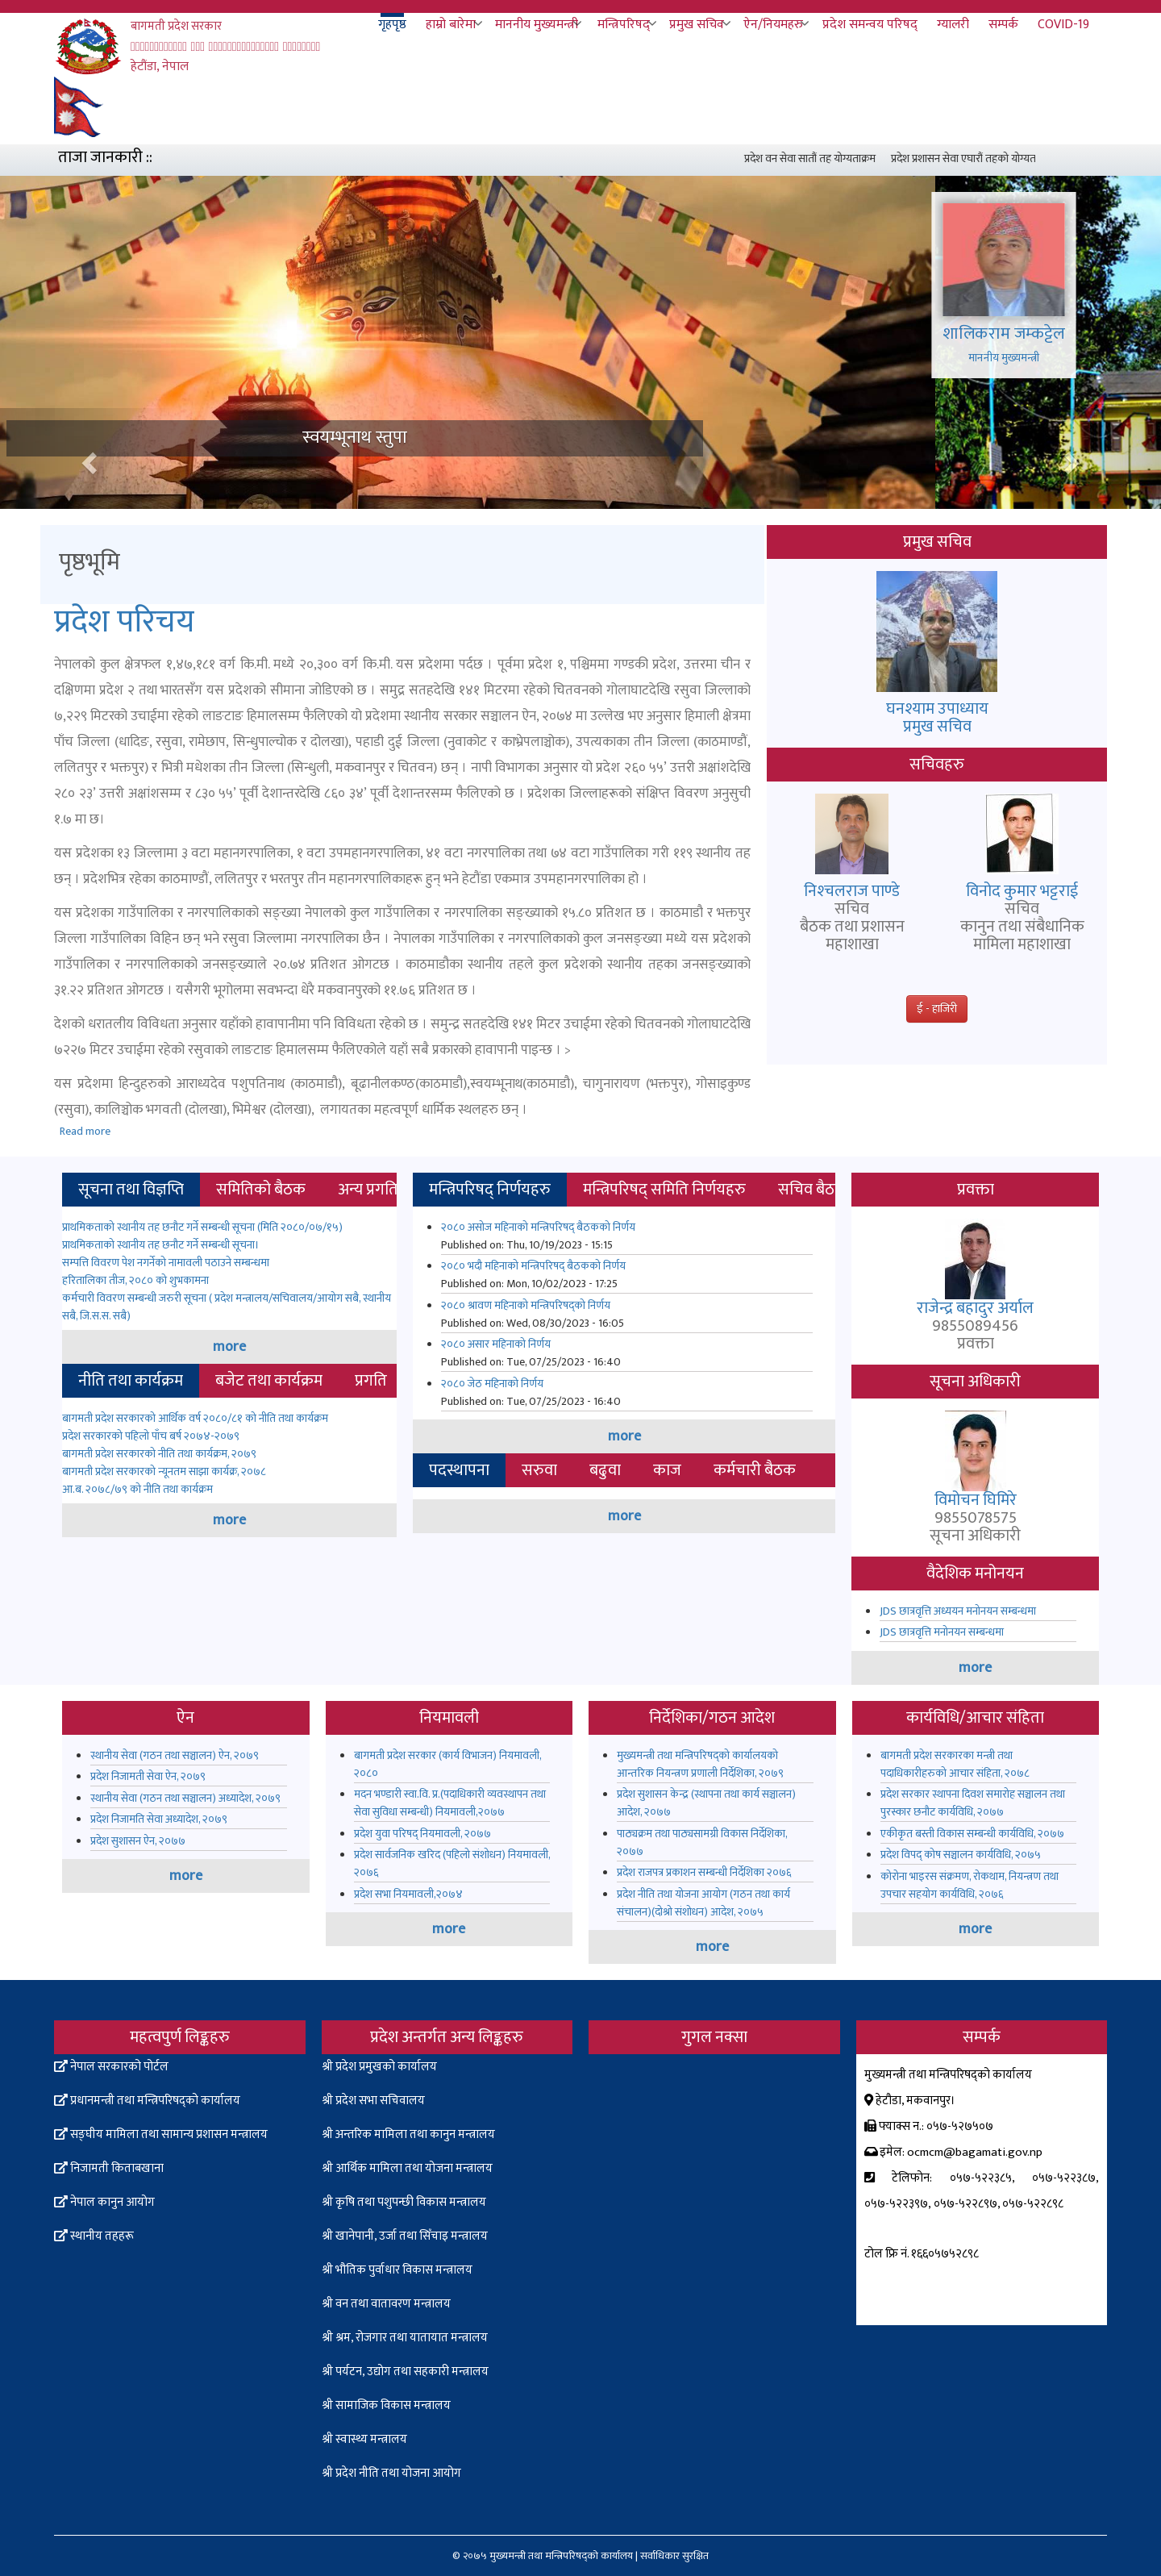 बागमती प्रदेश सरकार
हेटौंडा, नेपाल
गृहपृष्ठ
हाम्रो बारेमा
माननीय मुख्यमन्त्री
मन्त्रिपरिषद्
प्रमुख सचिव
ऐन/नियमहरु
प्रदेश समन्वय परिषद्
ग्यालरी
सम्पर्क
COVID-19
ताजा जानकारी ::
प्रदेश वन सेवा सातौं तह योग्यताक्रम
प्रदेश प्रशासन सेवा एघारौं तहको योग्यत
शालिकराम जम्कट्टेल
माननीय मुख्यमन्त्री
स्वयम्भूनाथ स्तुपा
पृष्ठभूमि
प्रदेश परिचय
नेपालको कुल क्षेत्रफल १,४७,१८१ वर्ग कि.मी. मध्ये २०,३०० वर्ग कि.मी. यस प्रदेशमा पर्दछ । पूर्वमा प्रदेश १, पश्चिममा गण्डकी प्रदेश, उत्तरमा चीन र
दक्षिणमा प्रदेश २ तथा भारतसँग यस प्रदेशको सीमाना जोडिएको छ । समुद्र सतहदेखि १४१ मिटरमा रहेको चितवनको गोलाघाटदेखि रसुवा जिल्लाको
७,२२९ मिटरको उचाईमा रहेको लाङटाङ हिमालसम्म फैलिएको यो प्रदेशमा स्थानीय सरकार सञ्चालन ऐन, २०७४ मा उल्लेख भए अनुसार हिमाली क्षेत्रमा
पाँच जिल्ला (धादिङ, रसुवा, रामेछाप, सिन्धुपाल्चोक र दोलखा), पहाडी दुई जिल्ला (नुवाकोट र काभ्रेपलाञ्चोक), उपत्यकाका तीन जिल्ला (काठमाण्डौं,
ललितपुर र भक्तपुर) र भित्री मधेशका तीन जिल्ला (सिन्धुली, मकवानपुर र चितवन) छन् । नापी विभागका अनुसार यो प्रदेश २६० ५५’ उत्तरी अक्षांशदेखि
२८० २३’ उत्तरी अक्षांशसम्म र ८३० ५५’ पूर्वी देशान्तरदेखि ८६० ३४’ पूर्वी देशान्तरसम्म फैलिएको छ । प्रदेशका जिल्लाहरूको संक्षिप्त विवरण अनुसुची
१.७ मा छ।
यस प्रदेशका १३ जिल्लामा ३ वटा महानगरपालिका, १ वटा उपमहानगरपालिका, ४१ वटा नगरपालिका तथा ७४ वटा गाउँपालिका गरी ११९ स्थानीय तह
छन् । प्रदेशभित्र रहेका काठमाण्डौं, ललितपुर र भरतपुर तीन महानगरपालिकाहरू हुन् भने हेटौंडा एकमात्र उपमहानगरपालिका हो ।
यस प्रदेशका गाउँपालिका र नगरपालिकाको सङ्ख्या नेपालको कुल गाउँपालिका र नगरपालिका सङ्ख्याको १५.८० प्रतिशत छ । काठमाडौ र भक्तपुर
जिल्ला गाउँपालिका विहिन छन् भने रसुवा जिल्लामा नगरपालिका छैन । नेपालका गाउँपालिका र नगरपालिकाको कुल जनसङ्ख्या मध्ये यस प्रदेशको
गाउँपालिका र नगरपालिकाको जनसङ्ख्याले २०.७४ प्रतिशत ओगटछ । काठमाडौका स्थानीय तहले कुल प्रदेशको स्थानीय तहका जनसङ्ख्याको
३१.२२ प्रतिशत ओगटछ । यसैगरी भूगोलमा सवभन्दा धेरै मकवानपुरको ११.७६ प्रतिशत छ ।
देशको धरातलीय विविधता अनुसार यहाँको हावापानीमा पनि विविधता रहेको छ । समुन्द्र सतहदेखि १४१ मिटर उचाईमा रहेको चितवनको गोलाघाटदेखि
७२२७ मिटर उचाईमा रहेको रसुवाको लाङटाङ हिमालसम्म फैलिएकोले यहाँ सबै प्रकारको हावापानी पाइन्छ । >
यस प्रदेशमा हिन्दुहरुको आराध्यदेव पशुपतिनाथ (काठमाडौ), बूढानीलकण्ठ(काठमाडौ),स्वयम्भूनाथ(काठमाडौ), चागुनारायण (भक्तपुर), गोसाइकुण्ड
(रसुवा), कालिञ्चोक भगवती (दोलखा), भिमेश्वर (दोलखा), लगायतका महत्वपूर्ण धार्मिक स्थलहरु छन् ।
Read more
प्रमुख सचिव
घनश्याम उपाध्याय
प्रमुख सचिव
सचिवहरु
निश्चलराज पाण्डे
सचिव
बैठक तथा प्रशासन
महाशाखा
विनोद कुमार भट्टराई
सचिव
कानुन तथा संबैधानिक
मामिला महाशाखा
ई - हाजिरी
सूचना तथा विज्ञप्ति
समितिको बैठक
अन्य प्रगति
प्राथमिकताको स्थानीय तह छनौट गर्ने सम्बन्धी सूचना (मिति २०८०/०७/१५)
प्राथमिकताको स्थानीय तह छनौट गर्ने सम्बन्धी सूचना।
सम्पत्ति विवरण पेश नगर्नेको नामावली पठाउने सम्बन्धमा
हरितालिका तीज, २०८० को शुभकामना
कर्मचारी विवरण सम्बन्धी जरुरी सूचना ( प्रदेश मन्त्रालय/सचिवालय/आयोग सबै, स्थानीय
सबै, जि.स.स. सबै)
more
नीति तथा कार्यक्रम
बजेट तथा कार्यक्रम
प्रगति
बागमती प्रदेश सरकारको आर्थिक वर्ष २०८०/८१ को नीति तथा कार्यक्रम
प्रदेश सरकारको पहिलो पाँच बर्ष २०७४-२०७९
बागमती प्रदेश सरकारको नीति तथा कार्यक्रम, २०७९
बागमती प्रदेश सरकारको न्यूनतम साझा कार्यक्र, २०७८
आ.ब. २०७८/७९ को नीति तथा कार्यक्रम
more
मन्त्रिपरिषद् निर्णयहरु
मन्त्रिपरिषद् समिति निर्णयहरु
सचिव बैठ
२०८० असोज महिनाको मन्त्रिपरिषद् बैठकको निर्णय
Published on: Thu, 10/19/2023 - 15:15
२०८० भदौ महिनाको मन्त्रिपरिषद् बैठकको निर्णय
Published on: Mon, 10/02/2023 - 17:25
२०८० श्रावण महिनाको मन्त्रिपरिषद्को निर्णय
Published on: Wed, 08/30/2023 - 16:05
२०८० असार महिनाको निर्णय
Published on: Tue, 07/25/2023 - 16:40
२०८० जेठ महिनाको निर्णय
Published on: Tue, 07/25/2023 - 16:40
more
पदस्थापना
सरुवा
बढुवा
काज
कर्मचारी बैठक
more
प्रवक्ता
राजेन्द्र बहादुर अर्याल
9855089456
प्रवक्ता
सूचना अधिकारी
विमोचन घिमिरे
9855078575
सूचना अधिकारी
वैदेशिक मनोनयन
JDS छात्रवृत्ति अध्ययन मनोनयन सम्बन्धमा
JDS छात्रवृत्ति मनोनयन सम्बन्धमा
more
ऐन
स्थानीय सेवा (गठन तथा सञ्चालन) ऐन, २०७९
प्रदेश निजामती सेवा ऐन, २०७९
स्थानीय सेवा (गठन तथा सञ्चालन) अध्यादेश, २०७९
प्रदेश निजामति सेवा अध्यादेश, २०७९
प्रदेश सुशासन ऐन, २०७७
more
नियमावली
बागमती प्रदेश सरकार (कार्य विभाजन) नियमावली,
२०८०
मदन भण्डारी स्वा.वि. प्र.(पदाधिकारी व्यवस्थापन तथा
सेवा सुविधा सम्बन्धी) नियमावली,२०७७
प्रदेश युवा परिषद् नियमावली, २०७७
प्रदेश सार्वजनिक खरिद (पहिलो संशोधन) नियमावली,
२०७६
प्रदेश सभा नियमावली,२०७४
more
निर्देशिका/गठन आदेश
मुख्यमन्त्री तथा मन्त्रिपरिषद्को कार्यालयको
आन्तरिक नियन्त्रण प्रणाली निर्देशिका, २०७९
प्रदेश सुशासन केन्द्र (स्थापना तथा कार्य सञ्चालन)
आदेश, २०७७
पाठ्यक्रम तथा पाठ्यसामग्री विकास निर्देशिका,
२०७७
प्रदेश राजपत्र प्रकाशन सम्बन्धी निर्देशिका २०७६
प्रदेश नीति तथा योजना आयोग (गठन तथा कार्य
संचालन)(दोश्रो संशोधन) आदेश, २०७५
more
कार्यविधि/आचार संहिता
बागमती प्रदेश सरकारका मन्त्री तथा
पदाधिकारीहरुको आचार संहिता, २०७८
प्रदेश सरकार स्थापना दिवश समारोह सञ्चालन तथा
पुरस्कार छनौट कार्यविधि, २०७७
एकीकृत बस्ती विकास सम्बन्धी कार्यविधि, २०७७
प्रदेश विपद् कोष सञ्चालन कार्यविधि, २०७५
कोरोना भाइरस संक्रमण, रोकथाम, नियन्त्रण तथा
उपचार सहयोग कार्यविधि, २०७६
more
महत्वपुर्ण लिङ्कहरु
नेपाल सरकारको पोर्टल
प्रधानमन्त्री तथा मन्त्रिपरिषद्को कार्यालय
सङ्घीय मामिला तथा सामान्य प्रशासन मन्त्रालय
निजामती किताबखाना
नेपाल कानुन आयोग
स्थानीय तहहरू
प्रदेश अन्तर्गत अन्य लिङ्कहरु
श्री प्रदेश प्रमुखको कार्यालय
श्री प्रदेश सभा सचिवालय
श्री अन्तरिक मामिला तथा कानुन मन्त्रालय
श्री आर्थिक मामिला तथा योजना मन्त्रालय
श्री कृषि तथा पशुपन्छी विकास मन्त्रालय
श्री खानेपानी, उर्जा तथा सिँचाइ मन्त्रालय
श्री भौतिक पुर्वाधार विकास मन्त्रालय
श्री वन तथा वातावरण मन्त्रालय
श्री श्रम, रोजगार तथा यातायात मन्त्रालय
श्री पर्यटन, उद्योग तथा सहकारी मन्त्रालय
श्री सामाजिक विकास मन्त्रालय
श्री स्वास्थ्य मन्त्रालय
श्री प्रदेश नीति तथा योजना आयोग
गुगल नक्सा
सम्पर्क
मुख्यमन्त्री तथा मन्त्रिपरिषद्को कार्यालय
हेटौडा, मकवानपुर।
फ्याक्स न.: ०५७-५२७५०७
इमेल: ocmcm@bagamati.gov.np
टेलिफोन: ०५७-५२२३८५, ०५७-५२२३८७,
०५७-५२२३९७, ०५७-५२२८९७, ०५७-५२२८९८
टोल फ्रि नं. १६६०५७५२८९८
© २०७५ मुख्यमन्त्री तथा मन्त्रिपरिषद्को कार्यालय | सर्वाधिकार सुरक्षित